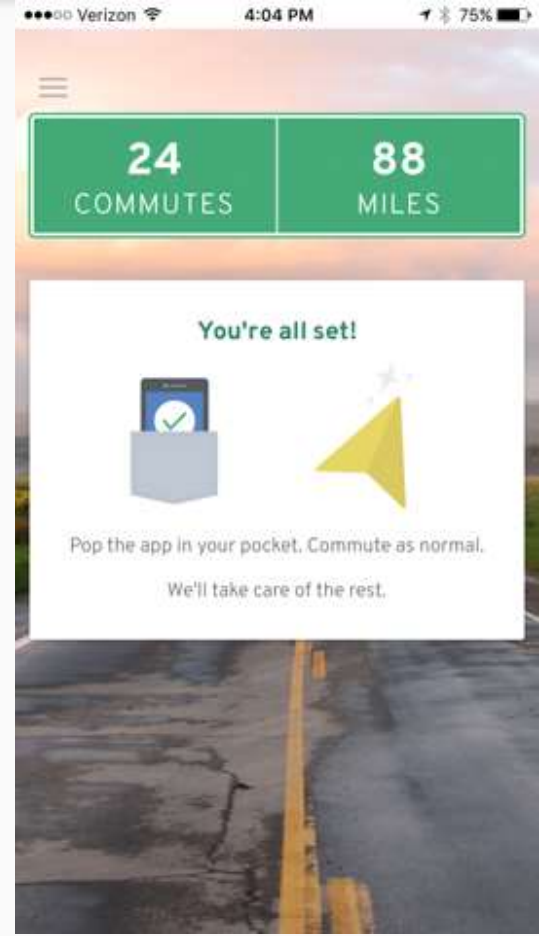 Verizon 4:04 PM 75%
24 88
COMMUTES MILES
You're all set!
Pop the app in your pocket. Commute as normal.
We'll take care of the rest.